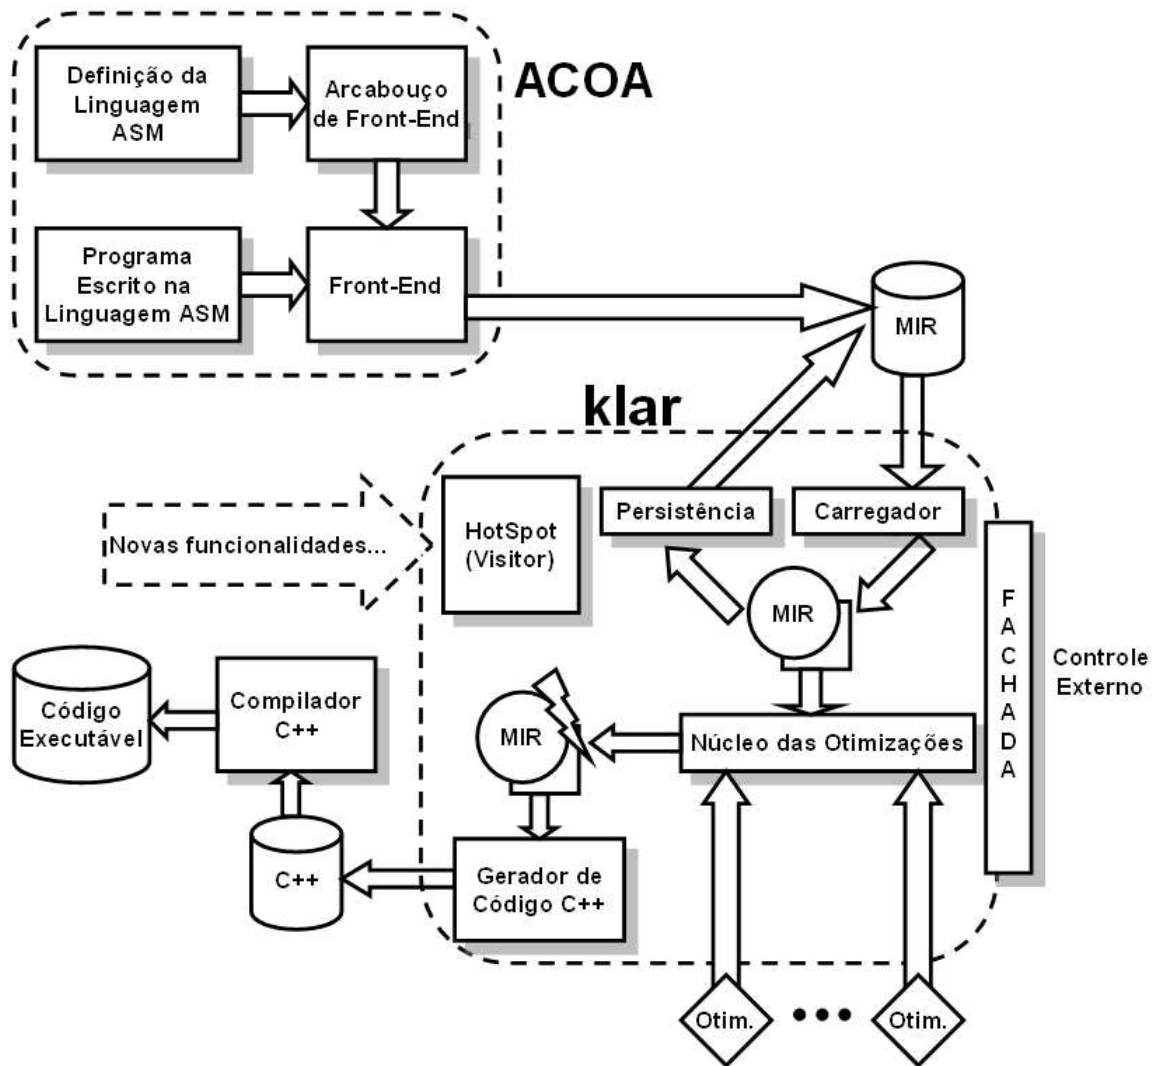 ACOA
Definição da
Linguagem
ASM
Arcabouço
de Front-End
Programa
Escrito na
Linguagem ASM
Front-End
MIR
klar
Novas funcionalidades...
HotSpot
(Visitor)
Persistência
Carregador
MIR
F
A
C
H
A
D
A
Controle
Externo
Código
Executável
Compilador
C++
MIR
Núcleo das Otimizações
C++
Gerador de
Código C++
Otim.
Otim.